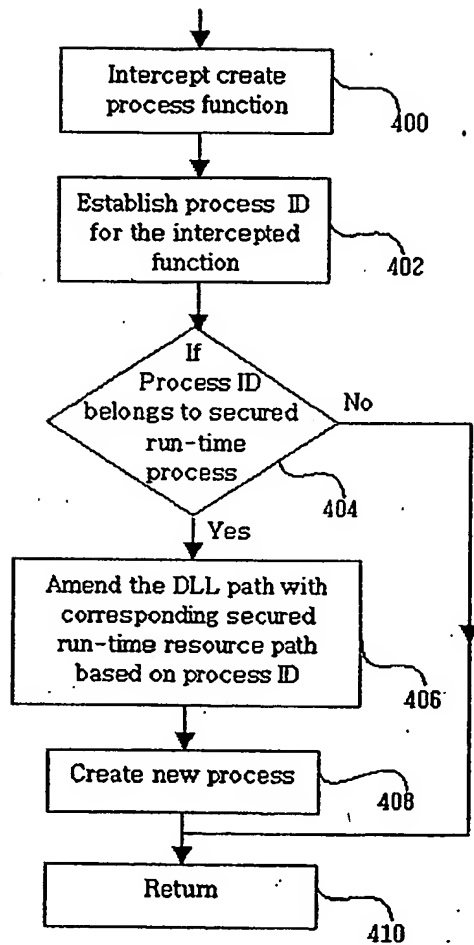 Intercept create
process function
400
Establish process ID
for the intercepted
function
402
If
Process ID
belongs to secured
run-time
process
No
404
Yes
Amend the DLL path with
corresponding secured
run-time resource path
based on process ID
406
Create new process
408
Return
410